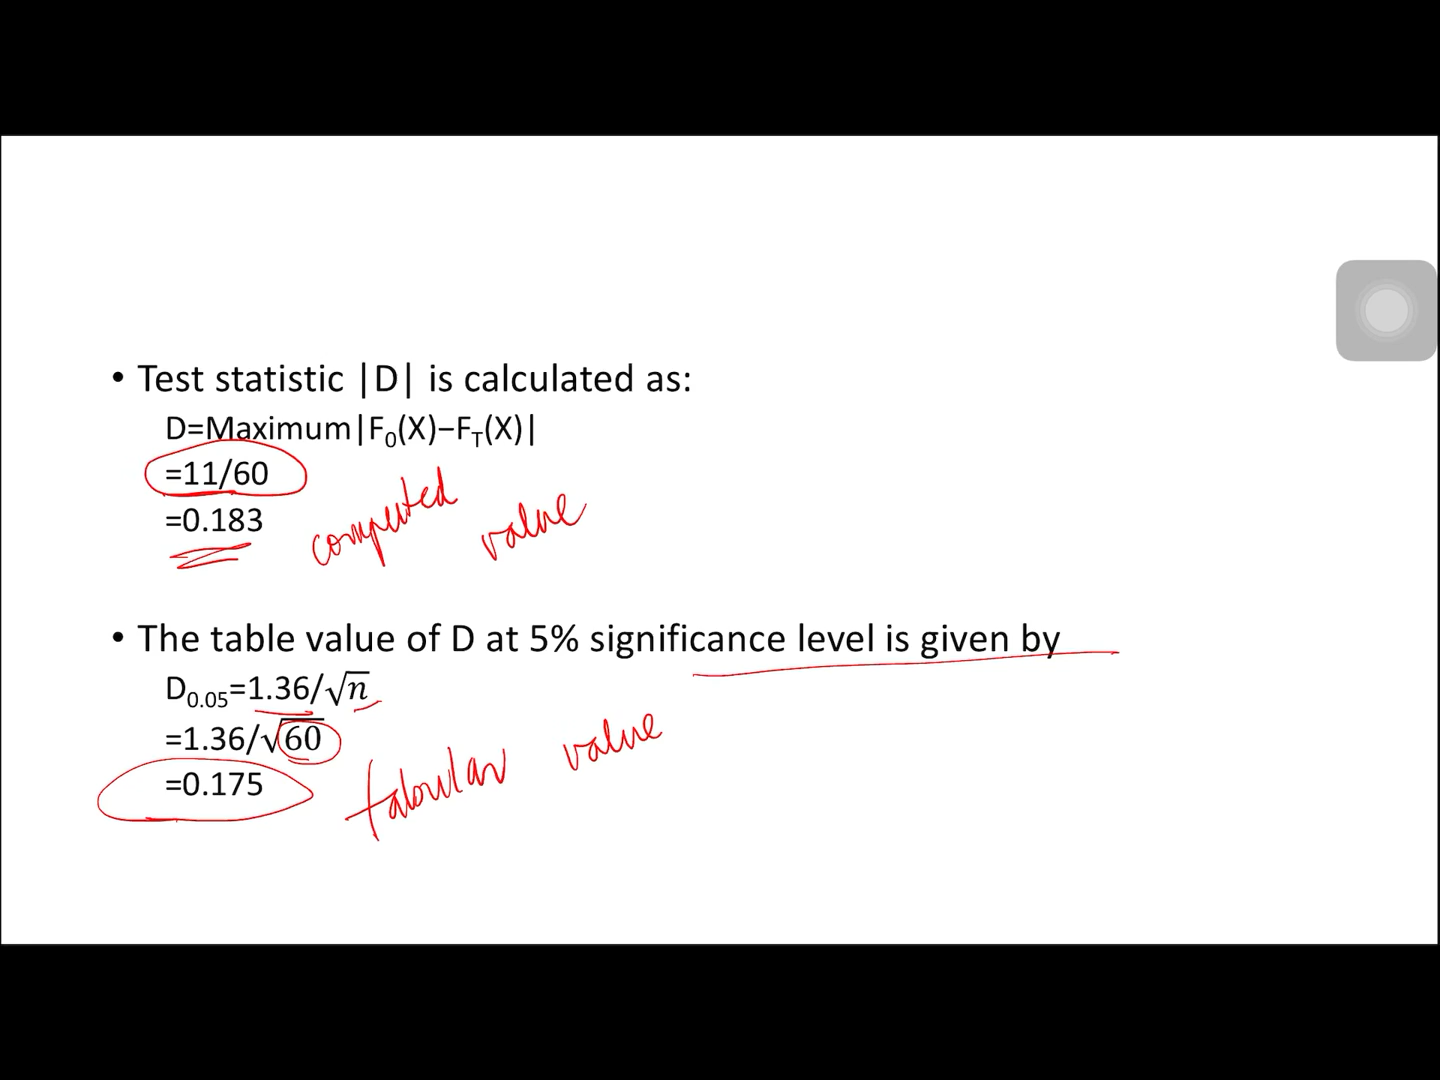 • Test statistic |D| is calculated as:
D=Maximum|F₀(X)−F_T(X)|
=11/60
=0.183
computed value
• The table value of D at 5% significance level is given by
D₀.₀₅=1.36/√n
=1.36/√60
=0.175
tabular value